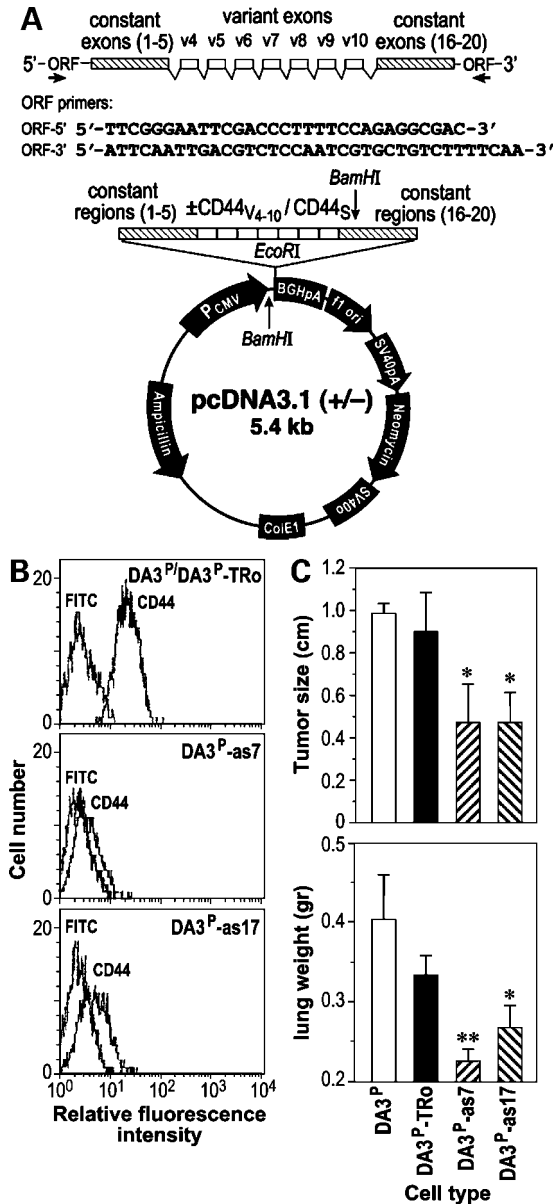 A
constant exons (1-5)
variant exons
v4 v5 v6 v7 v8 v9 v10
constant exons (16-20)
5'-ORF
ORF-3'
ORF primers:
ORF-5' 5'-TTCGGGAATTCGACCCTTTTCCAGAGGCGAC-3'
ORF-3' 5'-ATTCAATTGACGTCTCCAATCGTGCTGTCTTTTCAA-3'
BamHI
constant regions (1-5)
±CD44V4-10 / CD44S
constant regions (16-20)
EcoRI
PCMV
BGHpA
f1 ori
BamHI
SV40pA
Ampicillin
pcDNA3.1 (+/–)
5.4 kb
Neomycin
SV40o
ColE1
B
DA3P/DA3P-TRo
20
FITC
CD44
0
DA3P-as7
20
FITC
CD44
0
DA3P-as17
20
FITC
CD44
0
Cell number
10⁰ 10¹ 10² 10³ 10⁴
Relative fluorescence
intensity
C
1.2
1.0
0.8
0.6
0.4
0.2
0
Tumor size (cm)
* *
0.5
0.4
0.3
0.2
lung weight (gr)
** *
DA3P
DA3P-TRo
DA3P-as7
DA3P-as17
Cell type